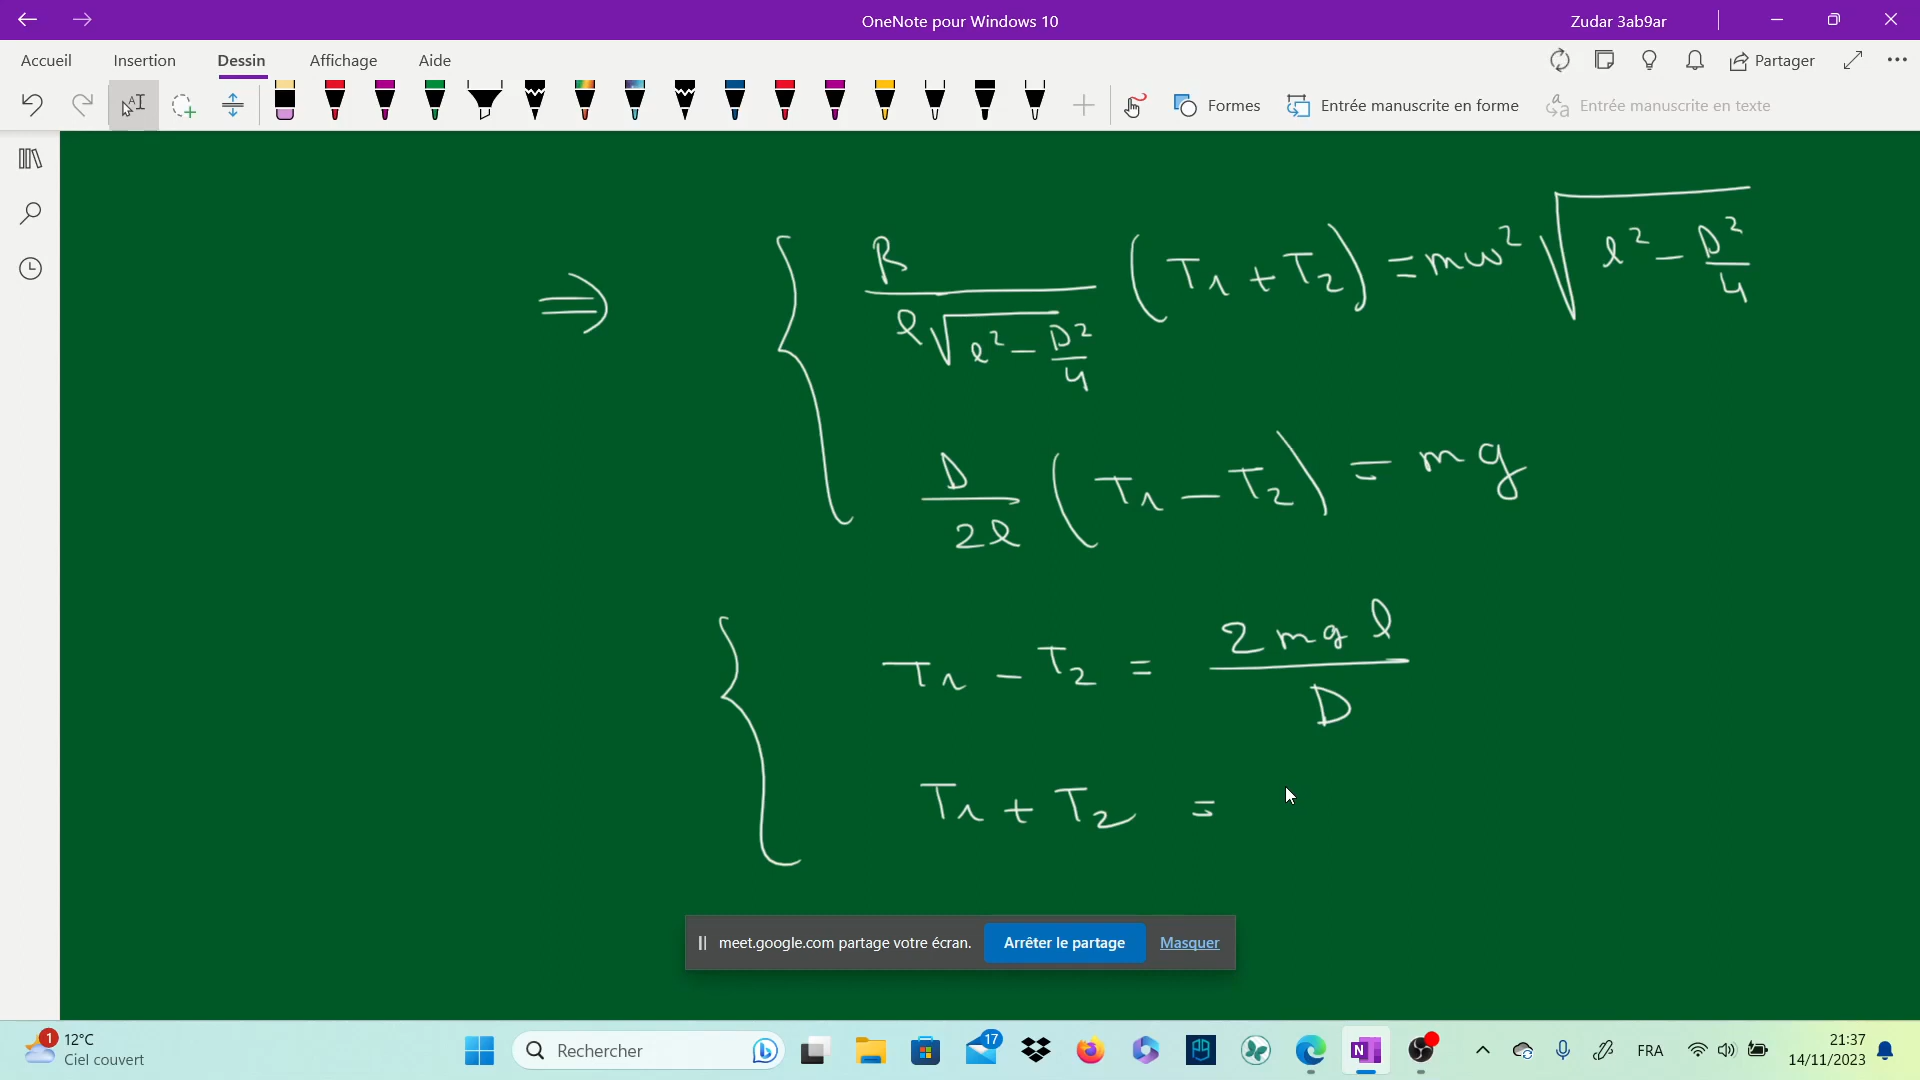 OneNote pour Windows 10
Zudar 3ab9ar
Accueil Insertion Dessin Affichage Aide
Partager
Formes Entrée manuscrite en forme Entrée manuscrite en texte
⇒ { R / (l√(l² − D²/4)) (T₁ + T₂) = mω² √(l² − D²/4)
D / 2l (T₁ − T₂) = mg
{ T₁ − T₂ = 2mgl / D
T₁ + T₂ =
meet.google.com partage votre écran. Arrêter le partage Masquer
1 12°C
Ciel couvert
Rechercher
17
FRA
21:37
14/11/2023